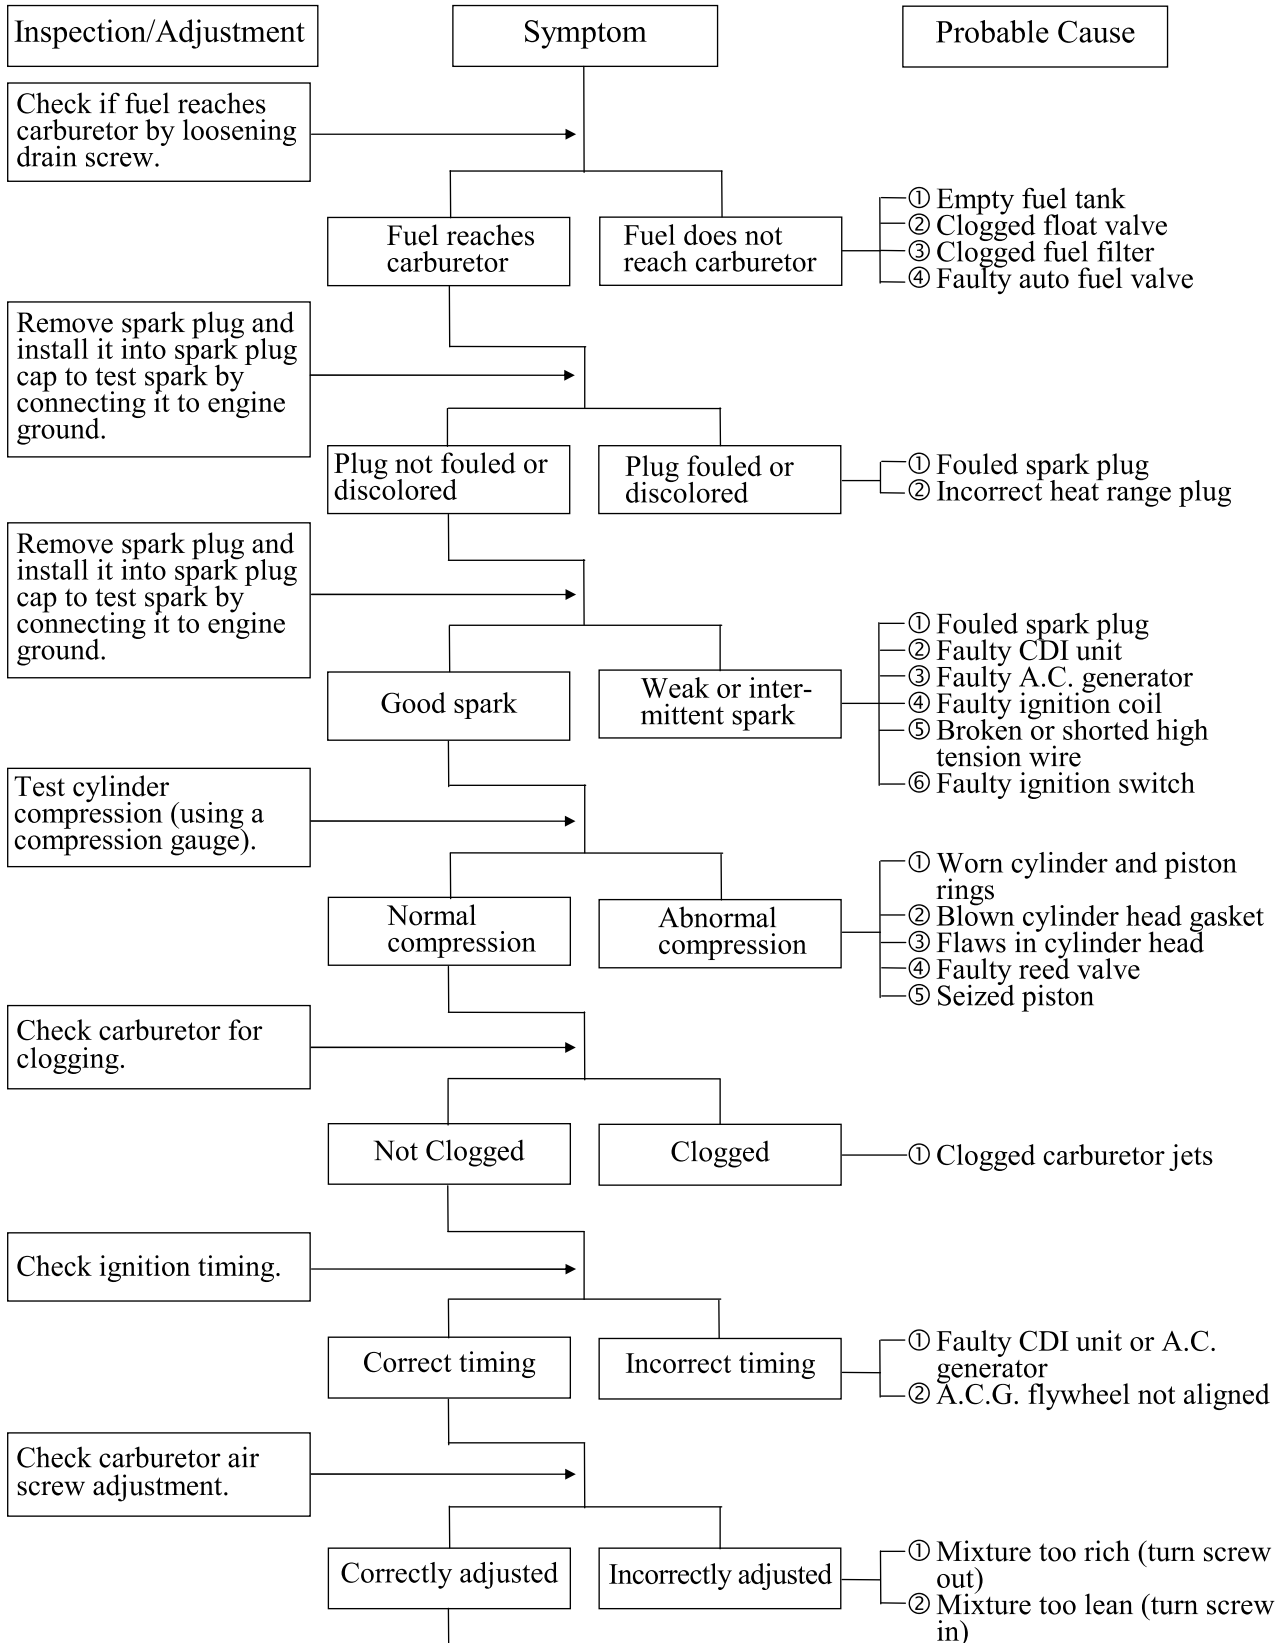 Inspection/Adjustment
Symptom
Probable Cause
Check if fuel reaches
carburetor by loosening
drain screw.
Fuel reaches
carburetor
Fuel does not
reach carburetor
① Empty fuel tank
② Clogged float valve
③ Clogged fuel filter
④ Faulty auto fuel valve
Remove spark plug and
install it into spark plug
cap to test spark by
connecting it to engine
ground.
Plug not fouled or
discolored
Plug fouled or
discolored
① Fouled spark plug
② Incorrect heat range plug
Remove spark plug and
install it into spark plug
cap to test spark by
connecting it to engine
ground.
Good spark
Weak or inter-
mittent spark
① Fouled spark plug
② Faulty CDI unit
③ Faulty A.C. generator
④ Faulty ignition coil
⑤ Broken or shorted high
tension wire
⑥ Faulty ignition switch
Test cylinder
compression (using a
compression gauge).
Normal
compression
Abnormal
compression
① Worn cylinder and piston
rings
② Blown cylinder head gasket
③ Flaws in cylinder head
④ Faulty reed valve
⑤ Seized piston
Check carburetor for
clogging.
Not Clogged
Clogged
① Clogged carburetor jets
Check ignition timing.
Correct timing
Incorrect timing
① Faulty CDI unit or A.C.
generator
② A.C.G. flywheel not aligned
Check carburetor air
screw adjustment.
Correctly adjusted
Incorrectly adjusted
① Mixture too rich (turn screw
out)
② Mixture too lean (turn screw
in)